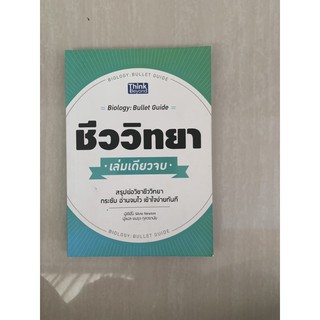 BIOLOGY: BULLET GUIDE
Think
Beyond
Biology: Bullet Guide
ชีววิทยา
• เล่มเดียวจบ •
สรุปย่อวิชาชีววิทยา
กระชับ อ่านจบไว เข้าใจง่ายทันที
BIOLOGY: BULLET GUIDE